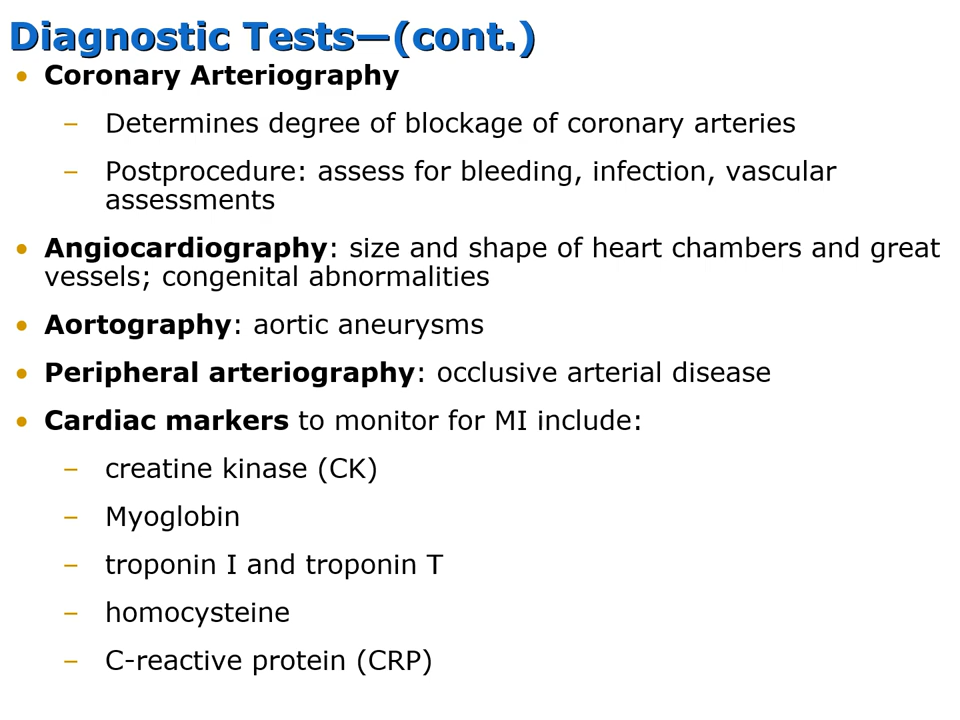 Diagnostic Tests—(cont.)
• Coronary Arteriography
– Determines degree of blockage of coronary arteries
– Postprocedure: assess for bleeding, infection, vascular
assessments
• Angiocardiography: size and shape of heart chambers and great
vessels; congenital abnormalities
• Aortography: aortic aneurysms
• Peripheral arteriography: occlusive arterial disease
• Cardiac markers to monitor for MI include:
– creatine kinase (CK)
– Myoglobin
– troponin I and troponin T
– homocysteine
– C-reactive protein (CRP)